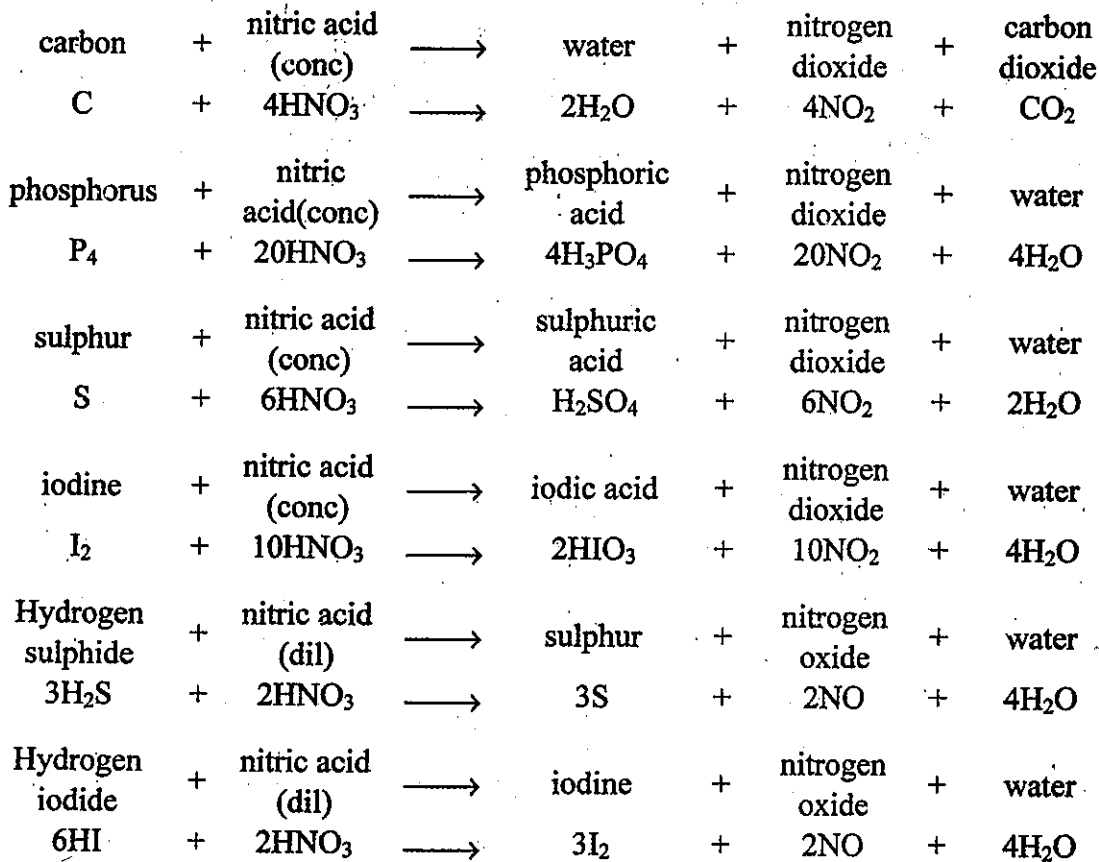 carbon + nitric acid (conc) ⟶ water + nitrogen dioxide + carbon dioxide
C + 4HNO₃ ⟶ 2H₂O + 4NO₂ + CO₂
phosphorus + nitric acid(conc) ⟶ phosphoric acid + nitrogen dioxide + water
P₄ + 20HNO₃ ⟶ 4H₃PO₄ + 20NO₂ + 4H₂O
sulphur + nitric acid (conc) ⟶ sulphuric acid + nitrogen dioxide + water
S + 6HNO₃ ⟶ H₂SO₄ + 6NO₂ + 2H₂O
iodine + nitric acid (conc) ⟶ iodic acid + nitrogen dioxide + water
I₂ + 10HNO₃ ⟶ 2HIO₃ + 10NO₂ + 4H₂O
Hydrogen sulphide + nitric acid (dil) ⟶ sulphur + nitrogen oxide + water
3H₂S + 2HNO₃ ⟶ 3S + 2NO + 4H₂O
Hydrogen iodide + nitric acid (dil) ⟶ iodine + nitrogen oxide + water
6HI + 2HNO₃ ⟶ 3I₂ + 2NO + 4H₂O